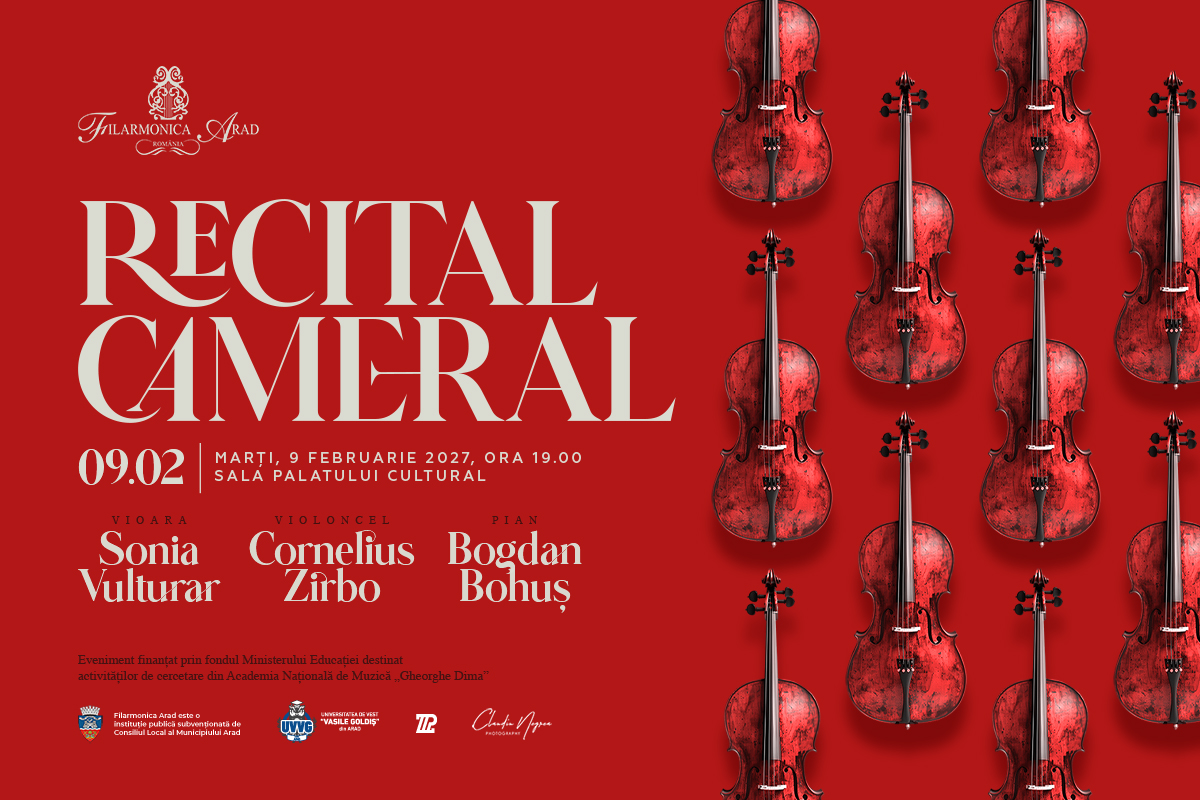 FILARMONICA ARAD
ROMÂNIA
RECITAL
CAMERAL
09.02
MARȚI, 9 FEBRUARIE 2027, ORA 19.00
SALA PALATULUI CULTURAL
VIOARA VIOLONCEL PIAN
Sonia Cornelius Bogdan
Vulturar Zirbo Bohuș
Eveniment finanțat prin fondul Ministerului Educației destinat
activităților de cercetare din Academia Națională de Muzică „Gheorghe Dima”
Filarmonica Arad este o
instituție publică subvenționată de
Consiliul Local al Municipiului Arad
UVVG
UNIVERSITATEA DE VEST
"VASILE GOLDIȘ"
din ARAD
Claudiu Negrea
PHOTOGRAPHY